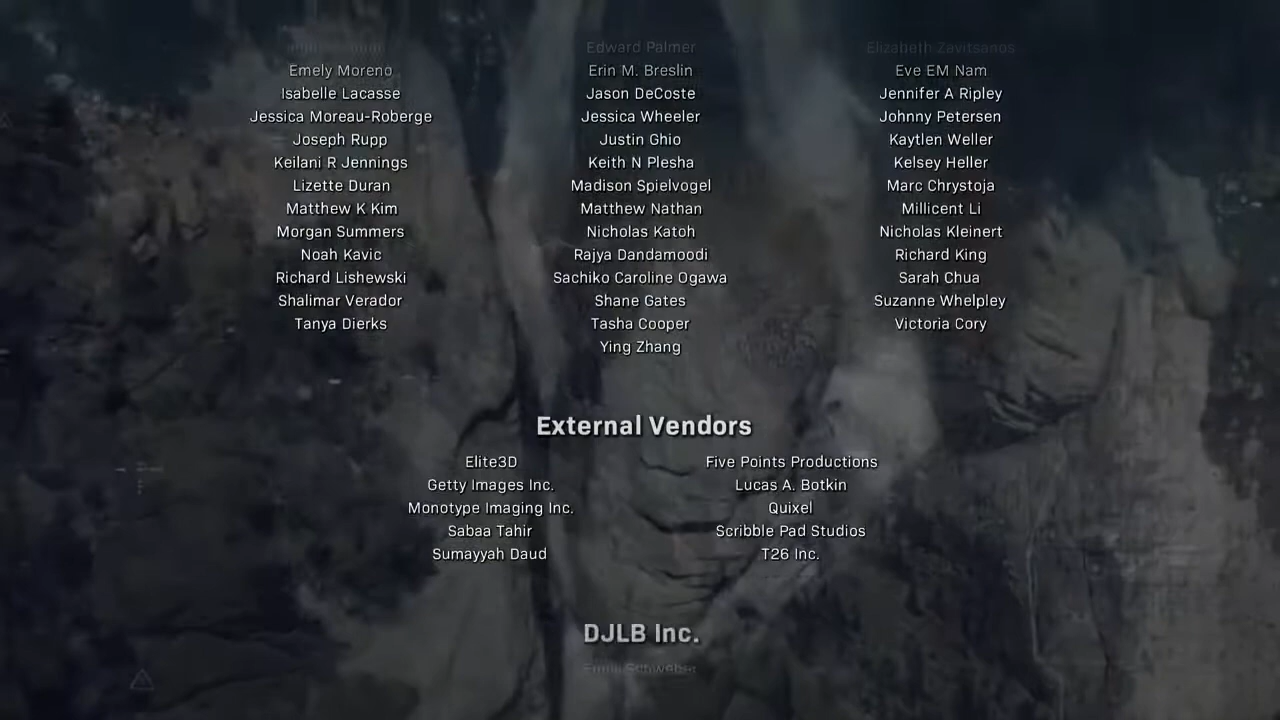 Edward Palmer
Elizabeth Zavitsanos
Emely Moreno
Erin M. Breslin
Eve EM Nam
Isabelle Lacasse
Jason DeCoste
Jennifer A Ripley
Jessica Moreau-Roberge
Jessica Wheeler
Johnny Petersen
Joseph Rupp
Justin Ghio
Kaytlen Weller
Keilani R Jennings
Keith N Plesha
Kelsey Heller
Lizette Duran
Madison Spielvogel
Marc Chrystoja
Matthew K Kim
Matthew Nathan
Millicent Li
Morgan Summers
Nicholas Katoh
Nicholas Kleinert
Noah Kavic
Rajya Dandamoodi
Richard King
Richard Lishewski
Sachiko Caroline Ogawa
Sarah Chua
Shalimar Verador
Shane Gates
Suzanne Whelpley
Tanya Dierks
Tasha Cooper
Victoria Cory
Ying Zhang
External Vendors
Elite3D
Five Points Productions
Getty Images Inc.
Lucas A. Botkin
Monotype Imaging Inc.
Quixel
Sabaa Tahir
Scribble Pad Studios
Sumayyah Daud
T26 Inc.
DJLB Inc.